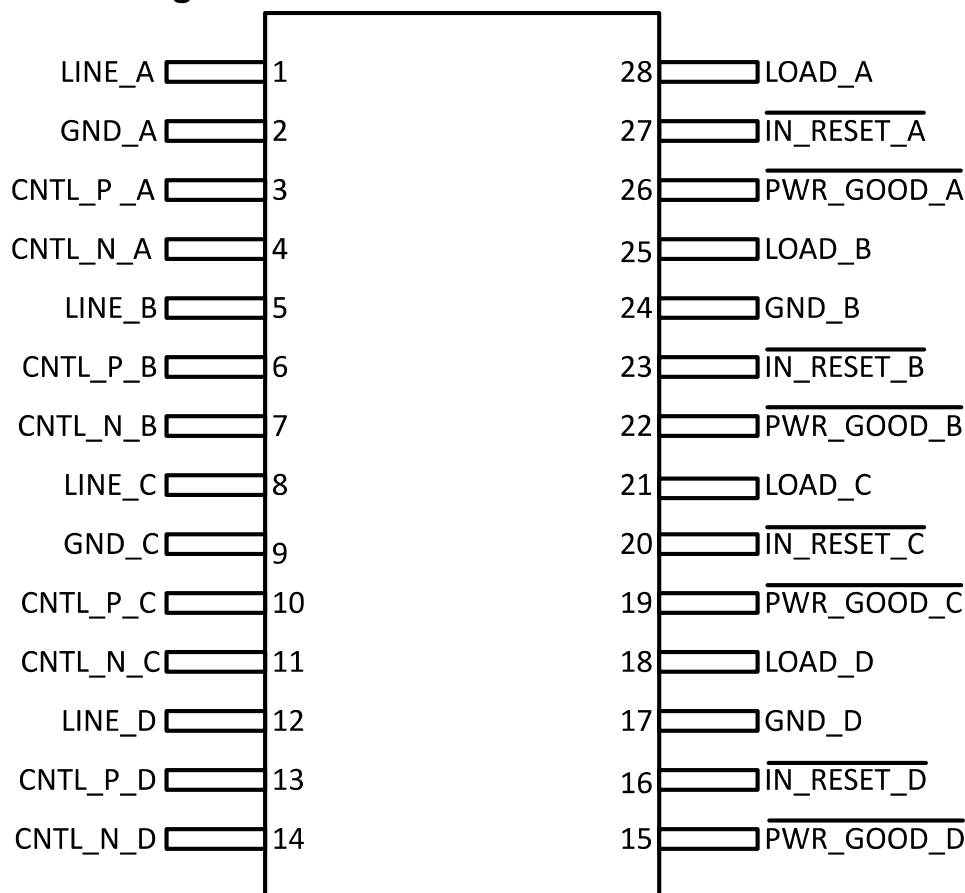 LINE_A 1 28 LOAD_A
GND_A 2 27 IN_RESET_A
CNTL_P _A 3 26 PWR_GOOD_A
CNTL_N_A 4 25 LOAD_B
LINE_B 5 24 GND_B
CNTL_P_B 6 23 IN_RESET_B
CNTL_N_B 7 22 PWR_GOOD_B
LINE_C 8 21 LOAD_C
GND_C 9 20 IN_RESET_C
CNTL_P_C 10 19 PWR_GOOD_C
CNTL_N_C 11 18 LOAD_D
LINE_D 12 17 GND_D
CNTL_P_D 13 16 IN_RESET_D
CNTL_N_D 14 15 PWR_GOOD_D